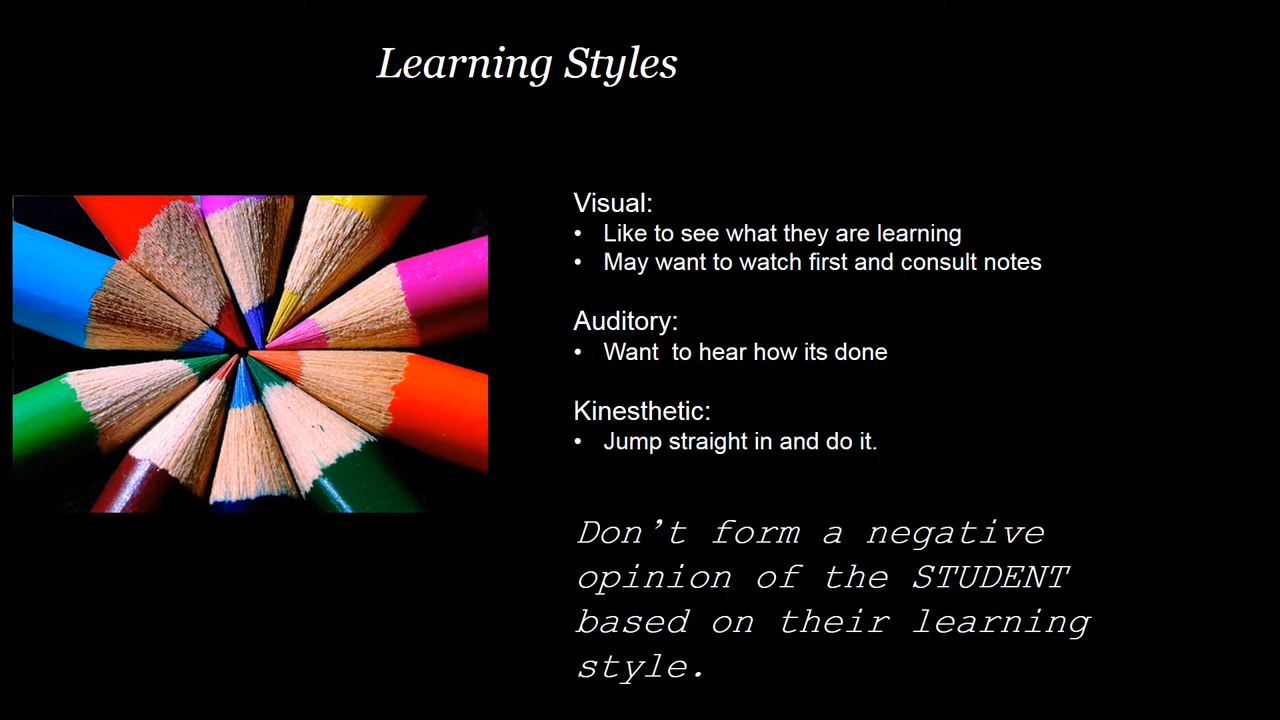 Learning Styles
Visual:
• Like to see what they are learning
• May want to watch first and consult notes
Auditory:
• Want  to hear how its done
Kinesthetic:
• Jump straight in and do it.
Don’t form a negative
opinion of the STUDENT
based on their learning
style.